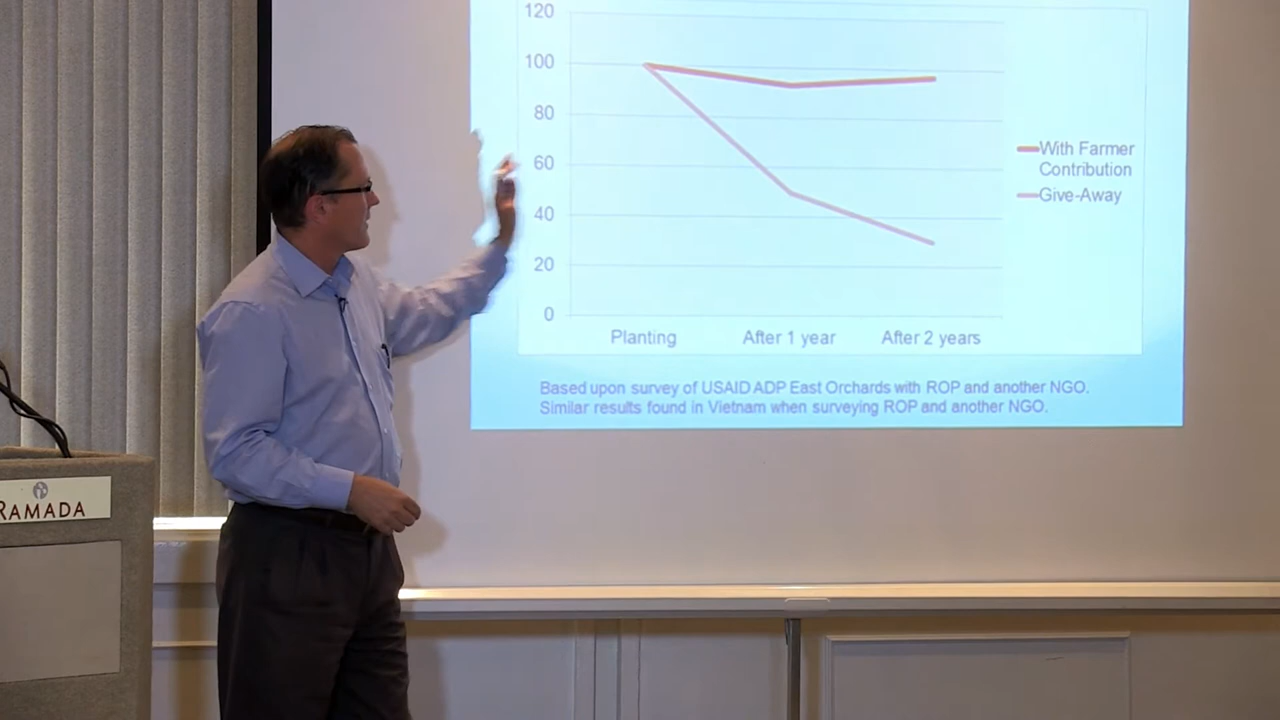 120
100
80
60
40
20
0
Planting
After 1 year
After 2 years
With Farmer
Contribution
Give-Away
Based upon survey of USAID ADP East Orchards with ROP and another NGO.
Similar results found in Vietnam when surveying ROP and another NGO.
RAMADA